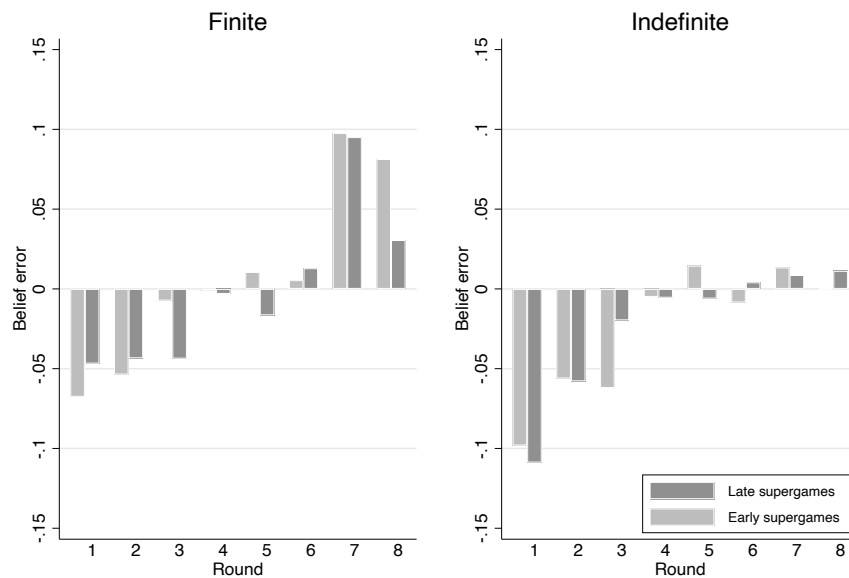 Finite
Belief error
.15
.1
.05
0
-.05
-.1
-.15
1 2 3 4 5 6 7 8
Round
Indefinite
Belief error
.15
.1
.05
0
-.05
-.1
-.15
1 2 3 4 5 6 7 8
Round
Late supergames
Early supergames